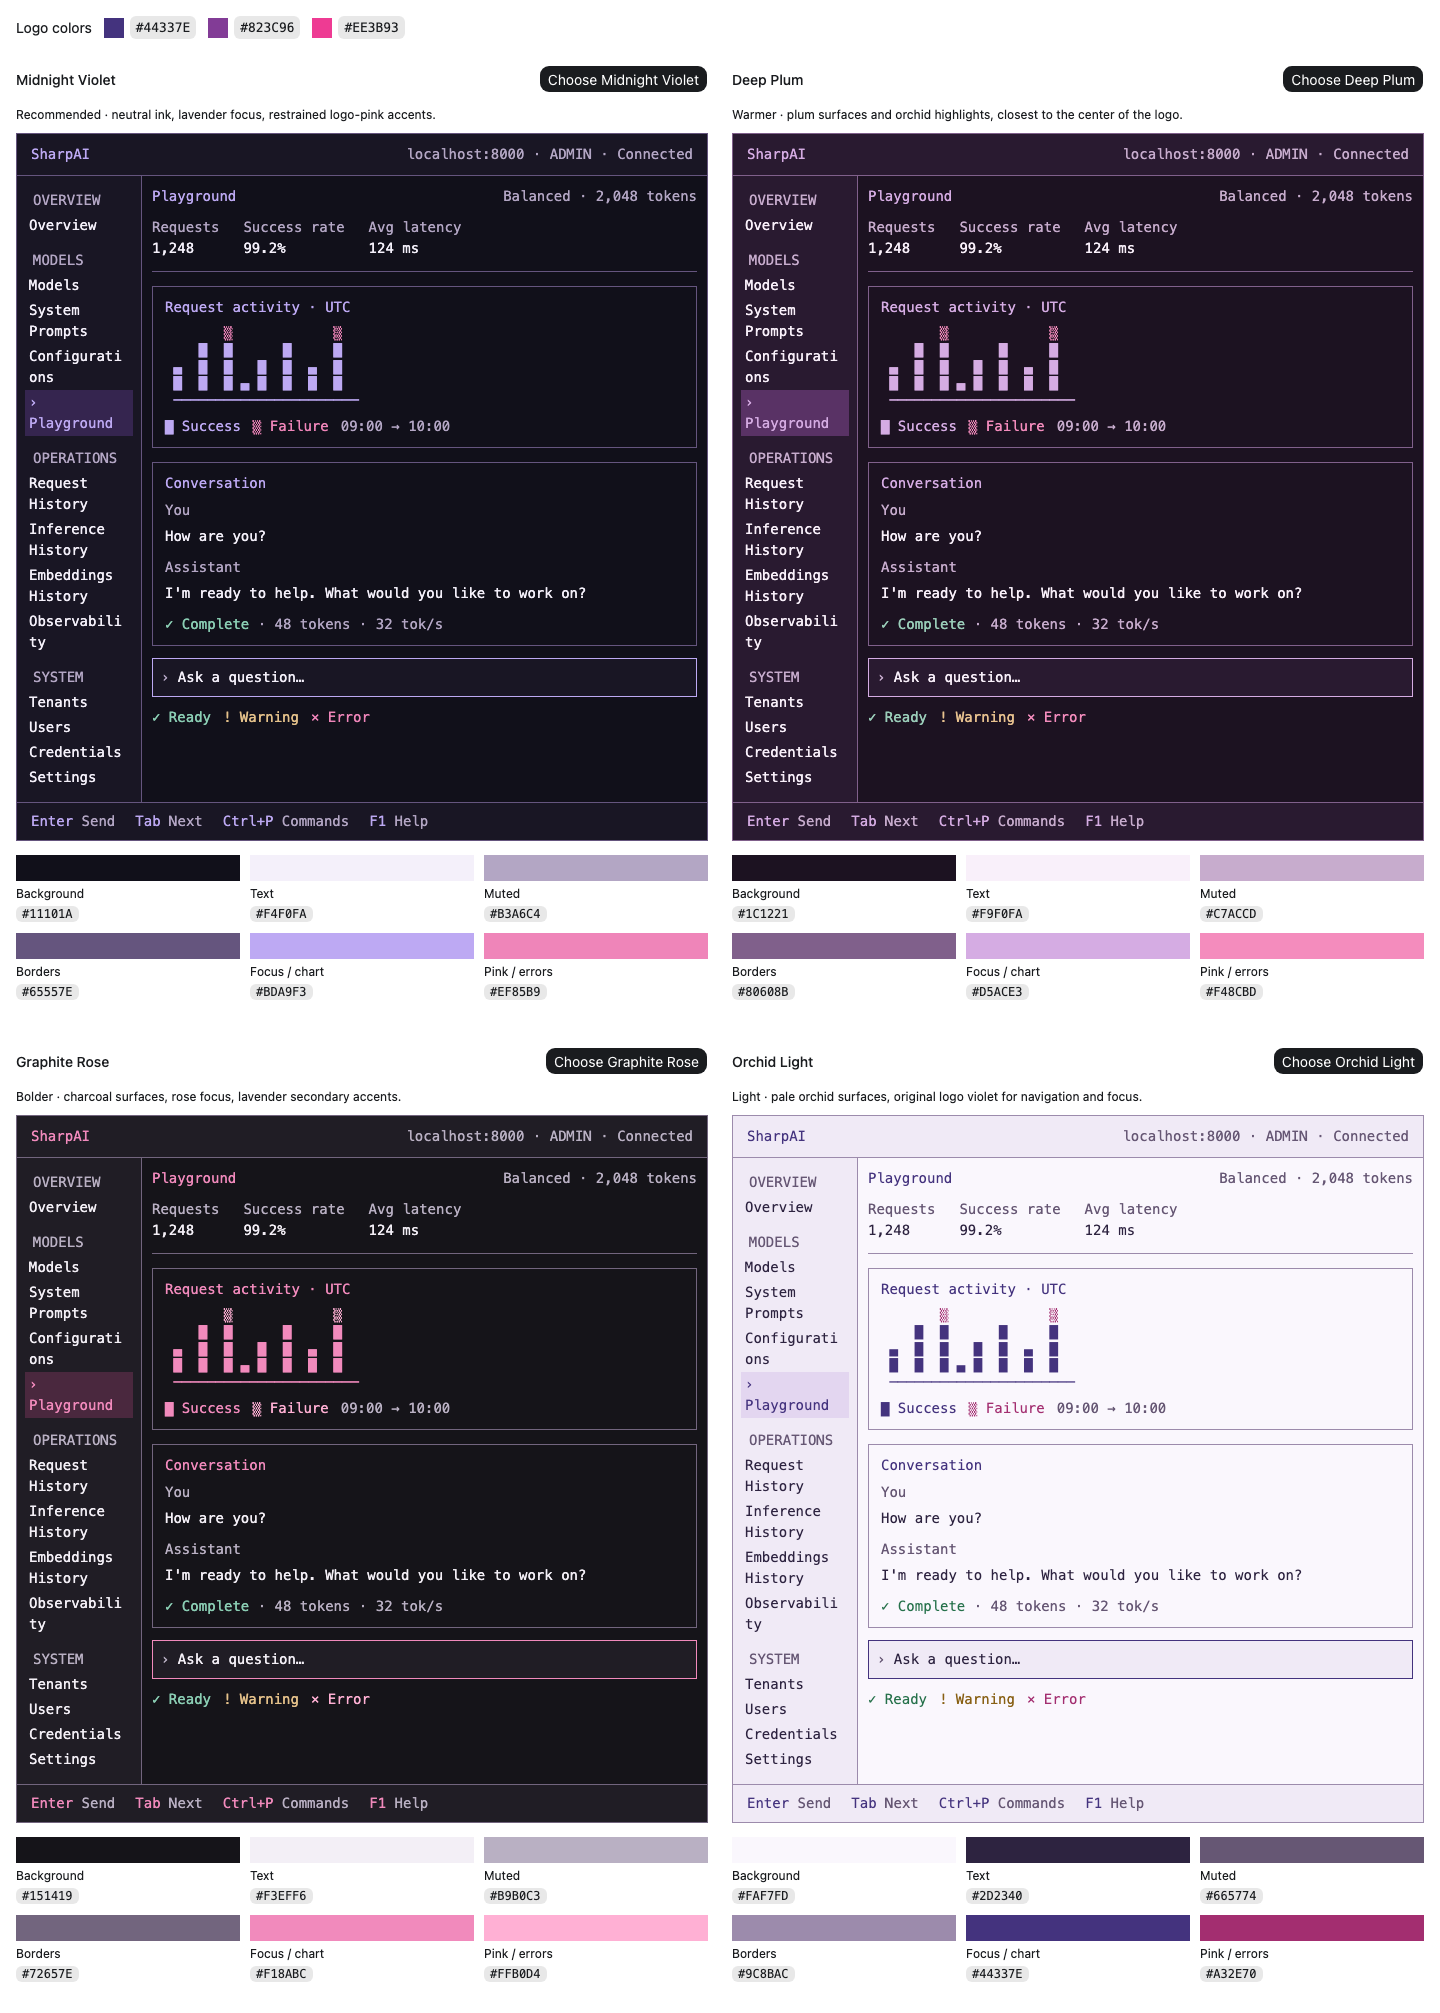 Logo colors #44337E #823C96 #EE3B93
Midnight Violet
Choose Midnight Violet
Recommended · neutral ink, lavender focus, restrained logo-pink accents.
SharpAI
localhost:8000 · ADMIN · Connected
OVERVIEW
Overview
MODELS
Models
System
Prompts
Configurati
ons
›
Playground
OPERATIONS
Request
History
Inference
History
Embeddings
History
Observabili
ty
SYSTEM
Tenants
Users
Credentials
Settings
Playground
Balanced · 2,048 tokens
Requests Success rate Avg latency
1,248 99.2% 124 ms
Request activity · UTC
Success Failure 09:00 → 10:00
Conversation
You
How are you?
Assistant
I'm ready to help. What would you like to work on?
✓ Complete · 48 tokens · 32 tok/s
› Ask a question…
✓ Ready ! Warning × Error
Enter Send Tab Next Ctrl+P Commands F1 Help
Background Text Muted
#11101A #F4F0FA #B3A6C4
Borders Focus / chart Pink / errors
#65557E #BDA9F3 #EF85B9
Deep Plum
Choose Deep Plum
Warmer · plum surfaces and orchid highlights, closest to the center of the logo.
SharpAI
localhost:8000 · ADMIN · Connected
OVERVIEW
Overview
MODELS
Models
System
Prompts
Configurati
ons
›
Playground
OPERATIONS
Request
History
Inference
History
Embeddings
History
Observabili
ty
SYSTEM
Tenants
Users
Credentials
Settings
Playground
Balanced · 2,048 tokens
Requests Success rate Avg latency
1,248 99.2% 124 ms
Request activity · UTC
Success Failure 09:00 → 10:00
Conversation
You
How are you?
Assistant
I'm ready to help. What would you like to work on?
✓ Complete · 48 tokens · 32 tok/s
› Ask a question…
✓ Ready ! Warning × Error
Enter Send Tab Next Ctrl+P Commands F1 Help
Background Text Muted
#1C1221 #F9F0FA #C7ACCD
Borders Focus / chart Pink / errors
#80608B #D5ACE3 #F48CBD
Graphite Rose
Choose Graphite Rose
Bolder · charcoal surfaces, rose focus, lavender secondary accents.
SharpAI
localhost:8000 · ADMIN · Connected
OVERVIEW
Overview
MODELS
Models
System
Prompts
Configurati
ons
›
Playground
OPERATIONS
Request
History
Inference
History
Embeddings
History
Observabili
ty
SYSTEM
Tenants
Users
Credentials
Settings
Playground
Balanced · 2,048 tokens
Requests Success rate Avg latency
1,248 99.2% 124 ms
Request activity · UTC
Success Failure 09:00 → 10:00
Conversation
You
How are you?
Assistant
I'm ready to help. What would you like to work on?
✓ Complete · 48 tokens · 32 tok/s
› Ask a question…
✓ Ready ! Warning × Error
Enter Send Tab Next Ctrl+P Commands F1 Help
Background Text Muted
#151419 #F3EFF6 #B9B0C3
Borders Focus / chart Pink / errors
#72657E #F18ABC #FFB0D4
Orchid Light
Choose Orchid Light
Light · pale orchid surfaces, original logo violet for navigation and focus.
SharpAI
localhost:8000 · ADMIN · Connected
OVERVIEW
Overview
MODELS
Models
System
Prompts
Configurati
ons
›
Playground
OPERATIONS
Request
History
Inference
History
Embeddings
History
Observabili
ty
SYSTEM
Tenants
Users
Credentials
Settings
Playground
Balanced · 2,048 tokens
Requests Success rate Avg latency
1,248 99.2% 124 ms
Request activity · UTC
Success Failure 09:00 → 10:00
Conversation
You
How are you?
Assistant
I'm ready to help. What would you like to work on?
✓ Complete · 48 tokens · 32 tok/s
› Ask a question…
✓ Ready ! Warning × Error
Enter Send Tab Next Ctrl+P Commands F1 Help
Background Text Muted
#FAF7FD #2D2340 #665774
Borders Focus / chart Pink / errors
#9C8BAC #44337E #A32E70